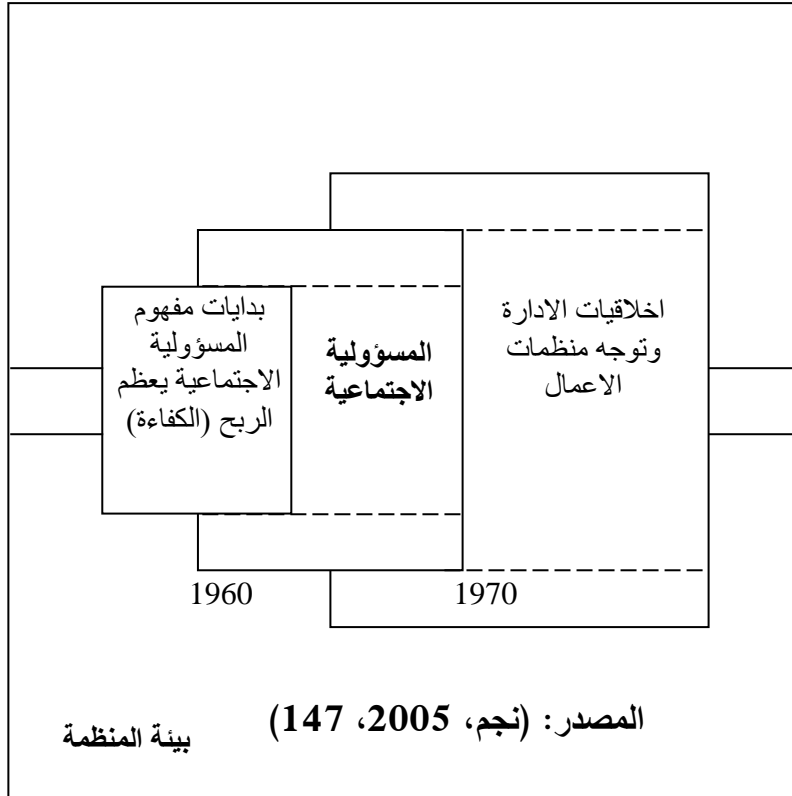 بدايات مفهوم
المسؤولية
الاجتماعية يعظم
الربح (الكفاءة)
المسؤولية
الاجتماعية
اخلاقيات الادارة
وتوجه منظمات
الاعمال
1960
1970
المصدر: (نجم، 2005، 147)
بيئة المنظمة